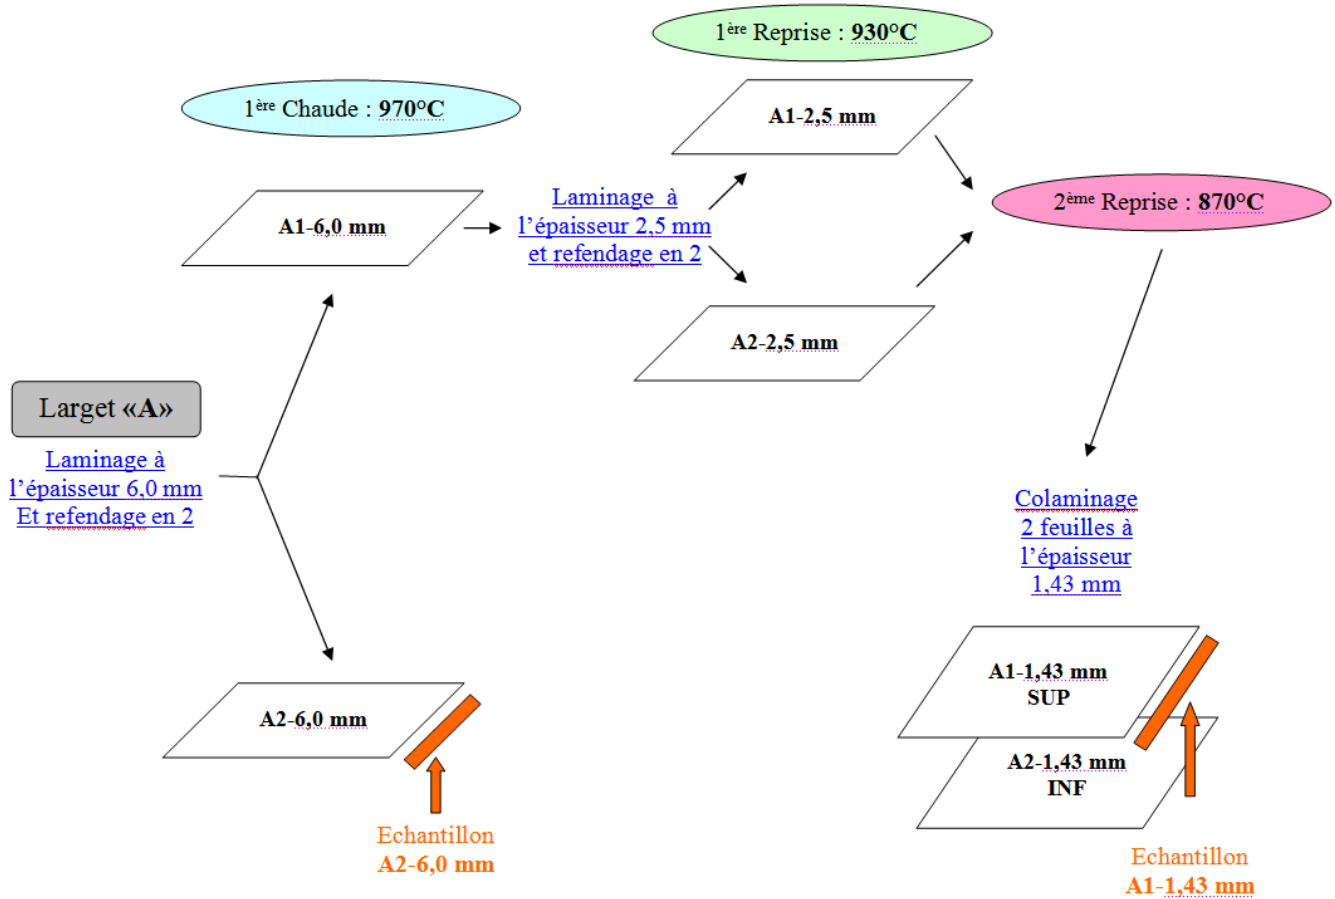 1ère Reprise : 930°C
1ère Chaude : 970°C
A1-2,5 mm
A1-6,0 mm
Laminage à
l’épaisseur 2,5 mm
et refendage en 2
2ème Reprise : 870°C
A2-2,5 mm
Larget «A»
Laminage à
l’épaisseur 6,0 mm
Et refendage en 2
Colaminage
2 feuilles à
l’épaisseur
1,43 mm
A2-6,0 mm
A1-1,43 mm
SUP
A2-1,43 mm
INF
Echantillon
A2-6,0 mm
Echantillon
A1-1,43 mm